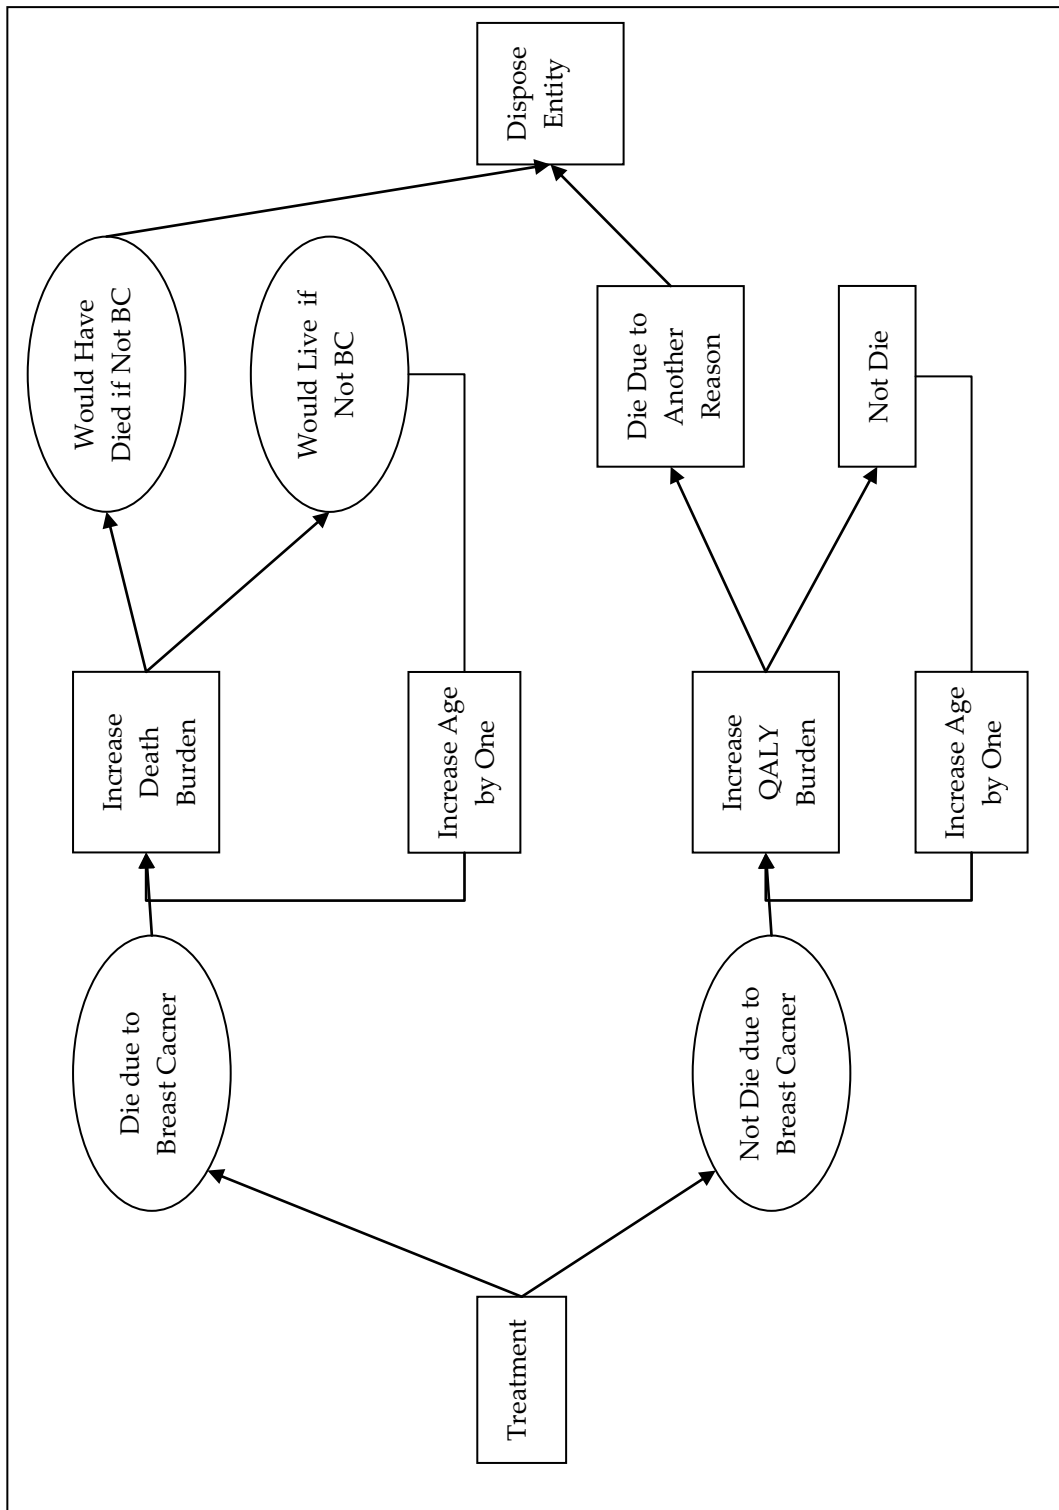 Treatment
Die due to
Breast Cacner
Not Die due to
Breast Cacner
Increase
Death
Burden
Increase Age
by One
Increase
QALY
Burden
Increase Age
by One
Would Have
Died if Not BC
Would Live if
Not BC
Die Due to
Another
Reason
Not Die
Dispose
Entity